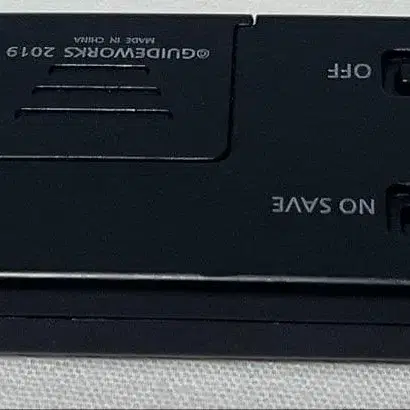 ©GUIDEWORKS 2019
MADE IN CHINA
OFF
NO SAVE